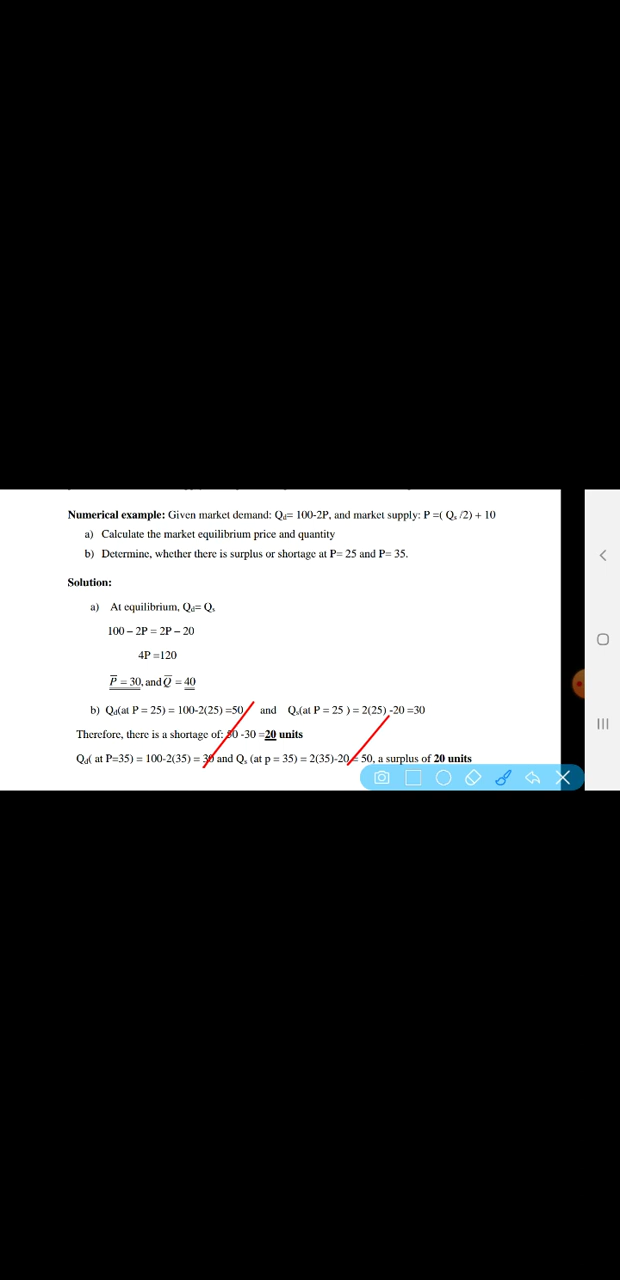 Numerical example: Given market demand: Qd= 100-2P, and market supply: P =( Qs /2) + 10
a) Calculate the market equilibrium price and quantity
b) Determine, whether there is surplus or shortage at P= 25 and P= 35.
Solution:
a) At equilibrium, Qd= Qs
100 – 2P = 2P – 20
4P =120
P̅ = 30, and Q̅ = 40
b) Qd(at P = 25) = 100-2(25) =50, and Qs(at P = 25 ) = 2(25) -20 =30
Therefore, there is a shortage of: 50 -30 =20 units
Qd( at P=35) = 100-2(35) = 30 and Qs (at p = 35) = 2(35)-20 = 50, a surplus of 20 units